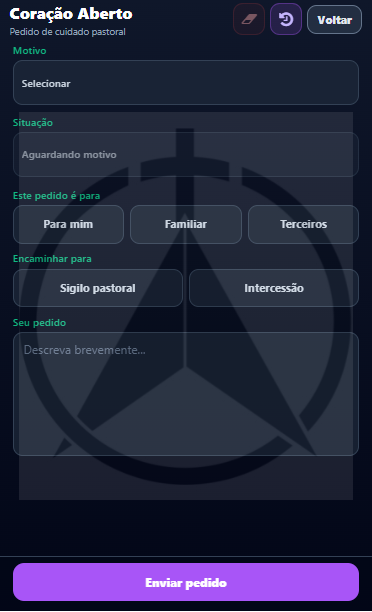 Coração Aberto
Pedido de cuidado pastoral
Voltar
Motivo
Selecionar
Situação
Aguardando motivo
Este pedido é para
Para mim
Familiar
Terceiros
Encaminhar para
Sigilo pastoral
Intercessão
Seu pedido
Descreva brevemente...
Enviar pedido